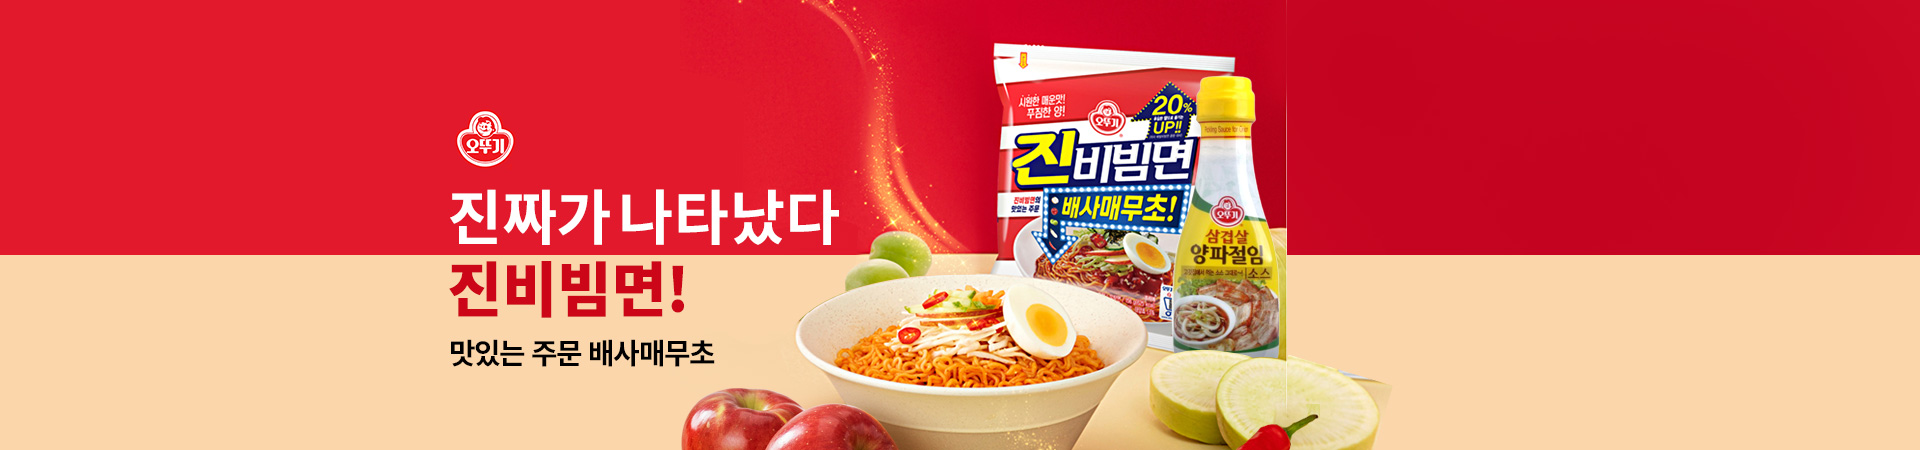 오뚜기
진짜가 나타났다
진비빔면!
맛있는 주문 배사매무초
시원한 매운맛!
푸짐한 양!
오뚜기
20%
UP!!
진비빔면
진비빔면의
맛있는 주문
배사매무초!
오뚜기
삼겹살
양파절임
소스